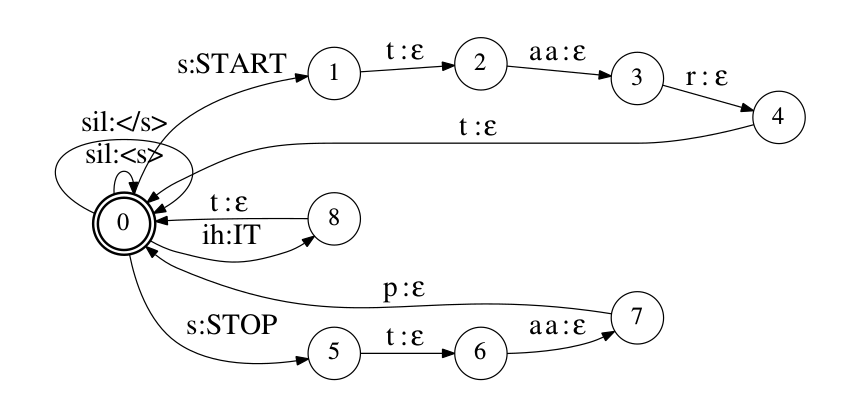 s:START
1
t:ε
2
aa:ε
3
r:ε
4
t:ε
sil:</s>
sil:<s>
0
t:ε
8
ih:IT
p:ε
7
s:STOP
5
t:ε
6
aa:ε